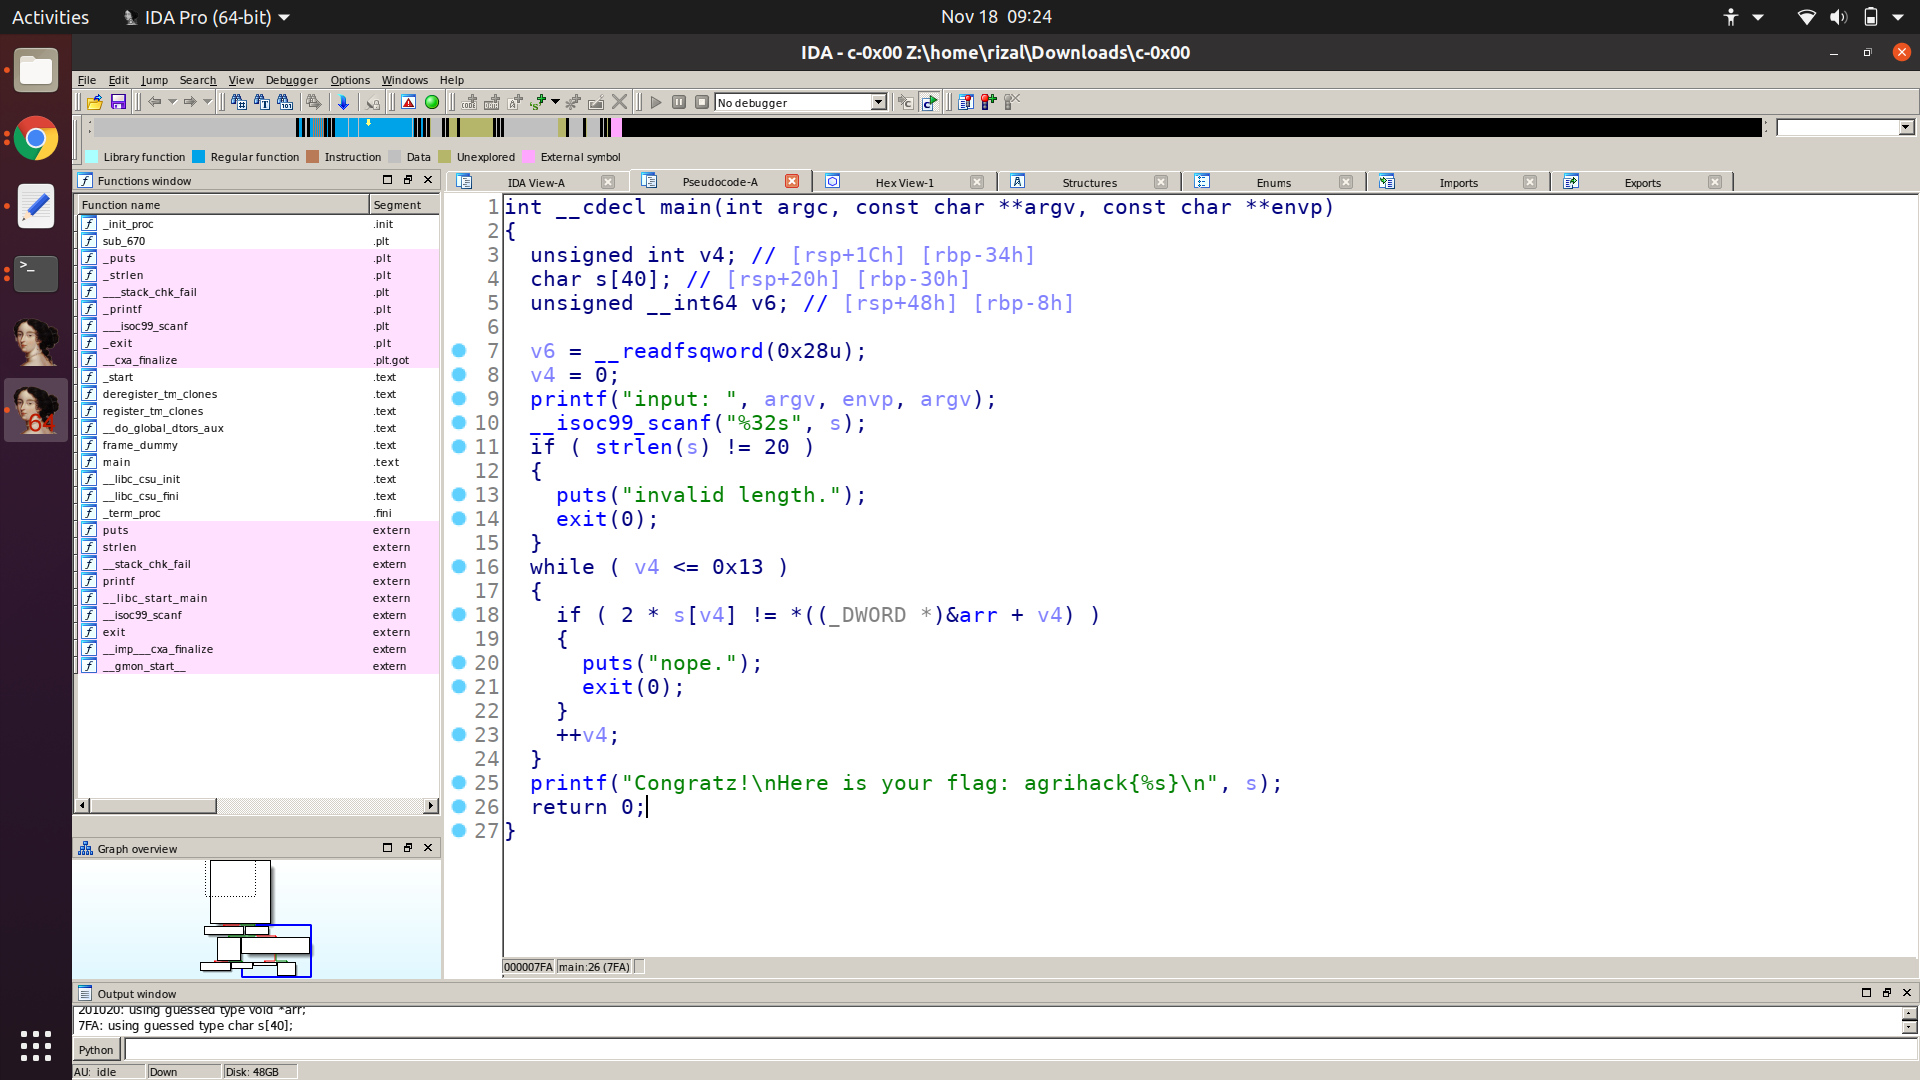 Activities
IDA Pro (64-bit)
Nov 18 09:24
IDA - c-0x00 Z:\home\rizal\Downloads\c-0x00
File Edit Jump Search View Debugger Options Windows Help
No debugger
Library function Regular function Instruction Data Unexplored External symbol
Functions window
Function name Segment
_init_proc .init
sub_670 .plt
_puts .plt
_strlen .plt
___stack_chk_fail .plt
_printf .plt
___isoc99_scanf .plt
_exit .plt
__cxa_finalize .plt.got
_start .text
deregister_tm_clones .text
register_tm_clones .text
__do_global_dtors_aux .text
frame_dummy .text
main .text
__libc_csu_init .text
__libc_csu_fini .text
_term_proc .fini
puts extern
strlen extern
__stack_chk_fail extern
printf extern
__libc_start_main extern
__isoc99_scanf extern
exit extern
__imp___cxa_finalize extern
__gmon_start__ extern
Graph overview
IDA View-A Pseudocode-A Hex View-1 Structures Enums Imports Exports
1 int __cdecl main(int argc, const char **argv, const char **envp)
2 {
3 unsigned int v4; // [rsp+1Ch] [rbp-34h]
4 char s[40]; // [rsp+20h] [rbp-30h]
5 unsigned __int64 v6; // [rsp+48h] [rbp-8h]
6
7 v6 = __readfsqword(0x28u);
8 v4 = 0;
9 printf("input: ", argv, envp, argv);
10 __isoc99_scanf("%32s", s);
11 if ( strlen(s) != 20 )
12 {
13 puts("invalid length.");
14 exit(0);
15 }
16 while ( v4 <= 0x13 )
17 {
18 if ( 2 * s[v4] != *((_DWORD *)&arr + v4) )
19 {
20 puts("nope.");
21 exit(0);
22 }
23 ++v4;
24 }
25 printf("Congratz!\nHere is your flag: agrihack{%s}\n", s);
26 return 0;
27 }
000007FA main:26 (7FA)
Output window
201020: using guessed type void *arr;
7FA: using guessed type char s[40];
Python
AU: idle Down Disk: 48GB
64